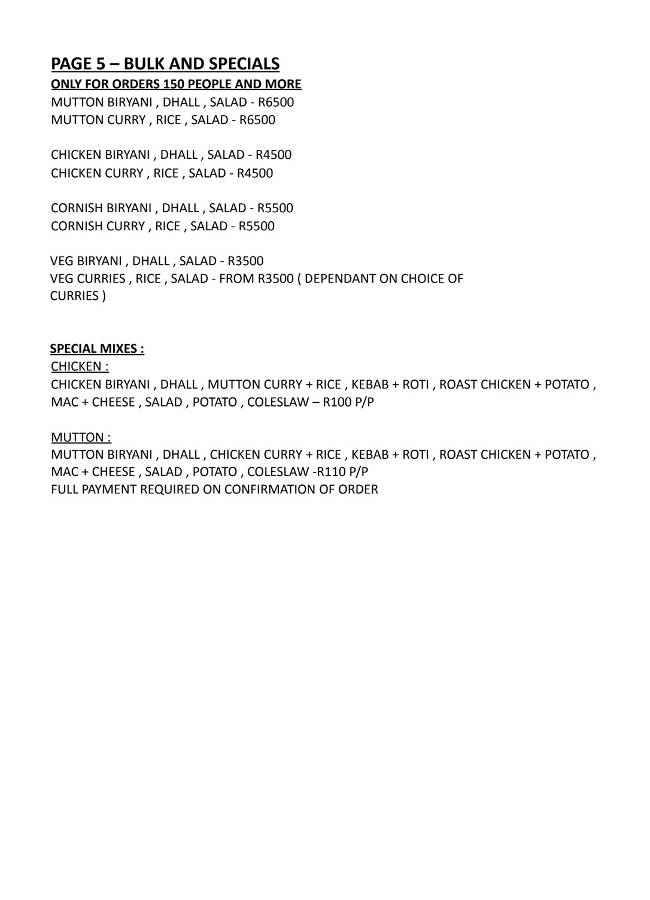 PAGE 5 – BULK AND SPECIALS
ONLY FOR ORDERS 150 PEOPLE AND MORE
MUTTON BIRYANI , DHALL , SALAD - R6500
MUTTON CURRY , RICE , SALAD - R6500
CHICKEN BIRYANI , DHALL , SALAD - R4500
CHICKEN CURRY , RICE , SALAD - R4500
CORNISH BIRYANI , DHALL , SALAD - R5500
CORNISH CURRY , RICE , SALAD - R5500
VEG BIRYANI , DHALL , SALAD - R3500
VEG CURRIES , RICE , SALAD - FROM R3500 ( DEPENDANT ON CHOICE OF
CURRIES )
SPECIAL MIXES :
CHICKEN :
CHICKEN BIRYANI , DHALL , MUTTON CURRY + RICE , KEBAB + ROTI , ROAST CHICKEN + POTATO ,
MAC + CHEESE , SALAD , POTATO , COLESLAW – R100 P/P
MUTTON :
MUTTON BIRYANI , DHALL , CHICKEN CURRY + RICE , KEBAB + ROTI , ROAST CHICKEN + POTATO ,
MAC + CHEESE , SALAD , POTATO , COLESLAW -R110 P/P
FULL PAYMENT REQUIRED ON CONFIRMATION OF ORDER